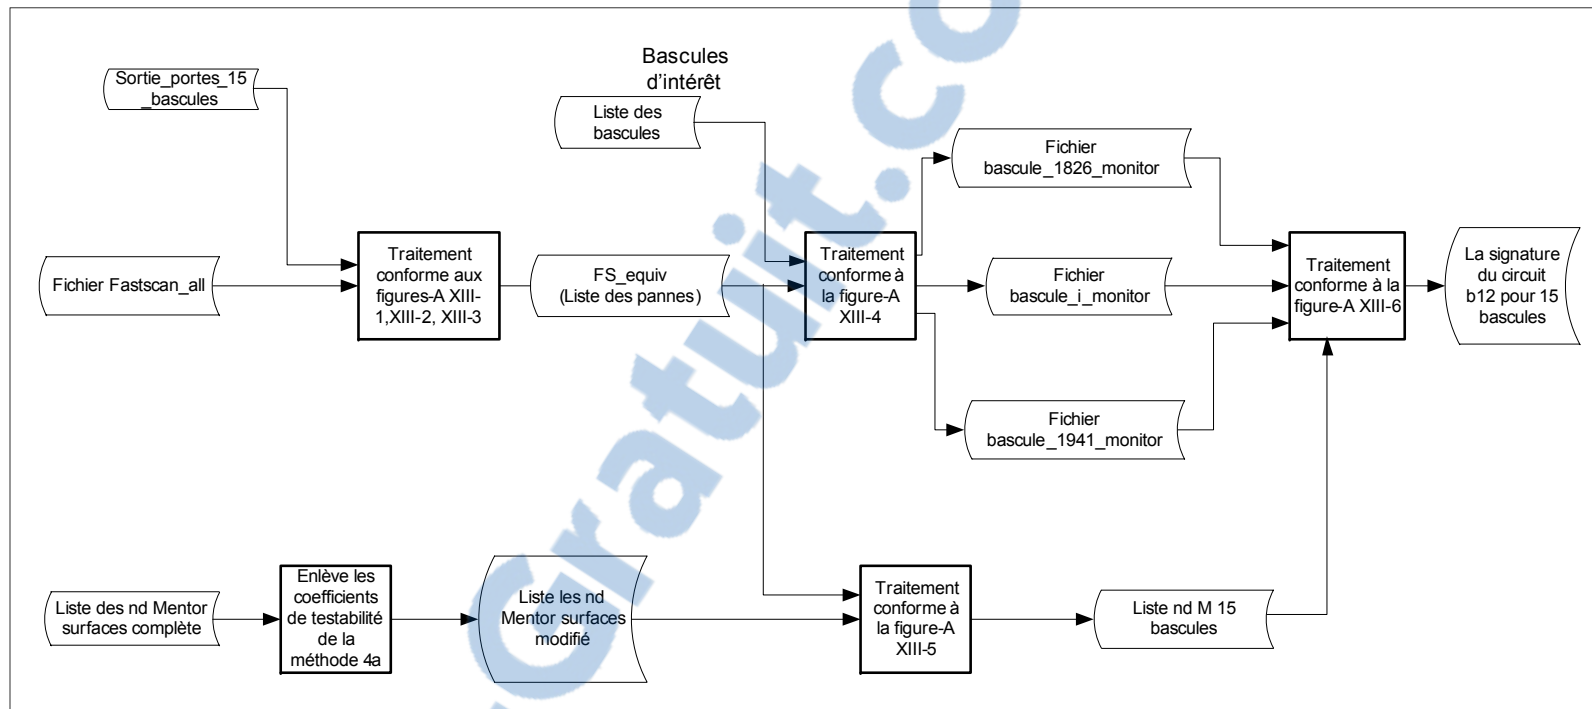 Sortie_portes_15
_bascules
Bascules
d'intérêt
Liste des
bascules
Fichier
bascule_1826_monitor
Fichier Fastscan_all
Traitement
conforme aux
figures-A XIII-
1,XIII-2, XIII-3
FS_equiv
(Liste des pannes)
Traitement
conforme à
la figure-A
XIII-4
Fichier
bascule_i_monitor
Traitement
conforme à la
figure-A XIII-6
La signature
du circuit
b12 pour 15
bascules
Fichier
bascule_1941_monitor
Liste des nd Mentor
surfaces complète
Enlève les
coefficients
de testabilité
de la
méthode 4a
Liste les nd
Mentor surfaces
modifié
Traitement
conforme à
la figure-A
XIII-5
Liste nd M 15
bascules
Gratuit.co